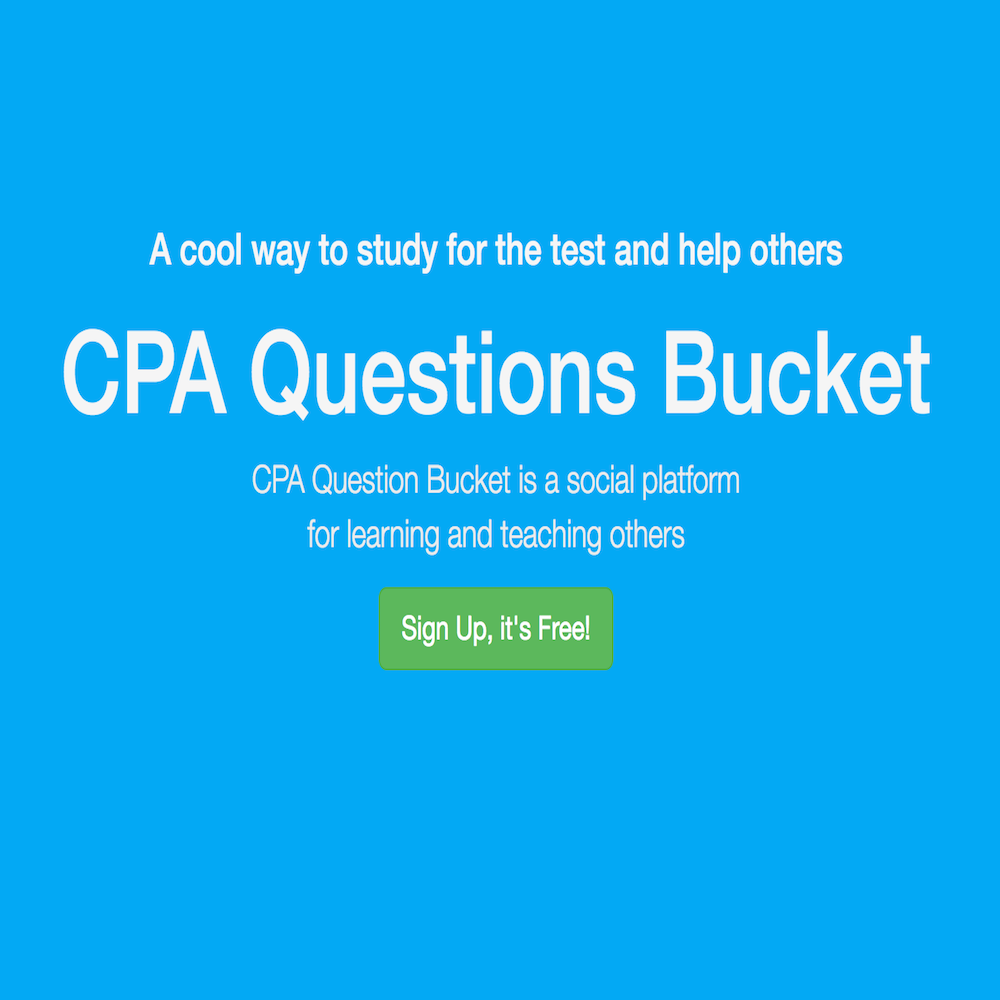 A cool way to study for the test and help others
CPA Questions Bucket
CPA Question Bucket is a social platform
for learning and teaching others
Sign Up, it's Free!